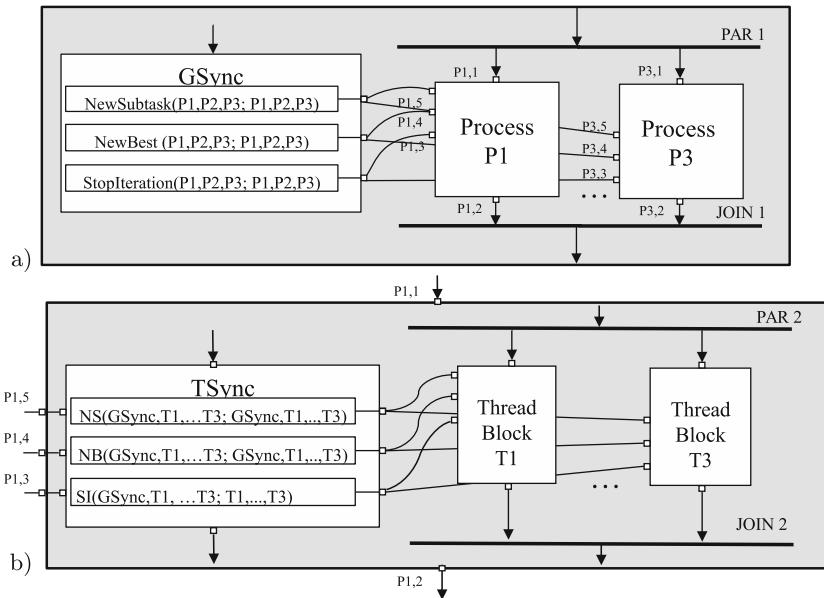 PAR 1
GSync
NewSubtask(P1,P2,P3; P1,P2,P3)
NewBest (P1,P2,P3; P1,P2,P3)
StopIteration(P1,P2,P3; P1,P2,P3)
P1,1
P1,5
P1,4
P1,3
Process
P1
P1,2
P3,1
P3,5
P3,4
P3,3
Process
P3
...
P3,2
JOIN 1
a)
P1,1
PAR 2
TSync
P1,5
NS(GSync,T1,…T3; GSync,T1,..,T3)
P1,4
NB(GSync,T1,…T3; GSync,T1,..,T3)
P1,3
SI(GSync,T1, …T3; T1,...,T3)
Thread
Block
T1
Thread
Block
T3
...
JOIN 2
b)
P1,2